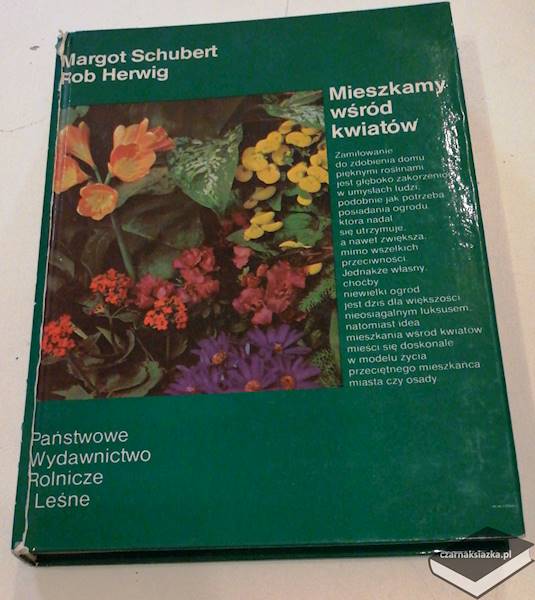 Margot Schubert
Rob Herwig
Mieszkamy
wśród
kwiatów
Zamiłowanie
do zdobienia domu
pięknymi roślinami
jest głęboko zakorzenione
w umysłach ludzi,
podobnie jak potrzeba
posiadania ogrodu,
która nadal
się utrzymuje,
a nawet zwiększa,
mimo wszelkich
przeciwności.
Jednakże własny,
choćby
niewielki ogród
jest dziś dla większości
nieosiągalnym luksusem,
natomiast idea
mieszkania wśród kwiatów
mieści się doskonale
w modelu życia
przeciętnego mieszkańca
miasta czy osady
Państwowe
Wydawnictwo
Rolnicze
i Leśne
czarnaksiazka.pl